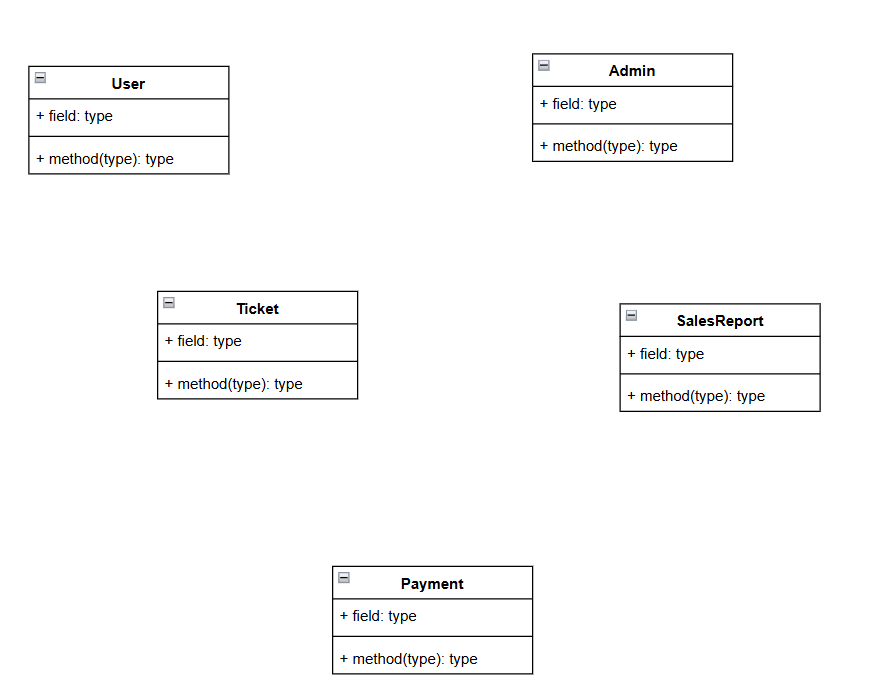 User
+ field: type
+ method(type): type
Admin
+ field: type
+ method(type): type
Ticket
+ field: type
+ method(type): type
SalesReport
+ field: type
+ method(type): type
Payment
+ field: type
+ method(type): type